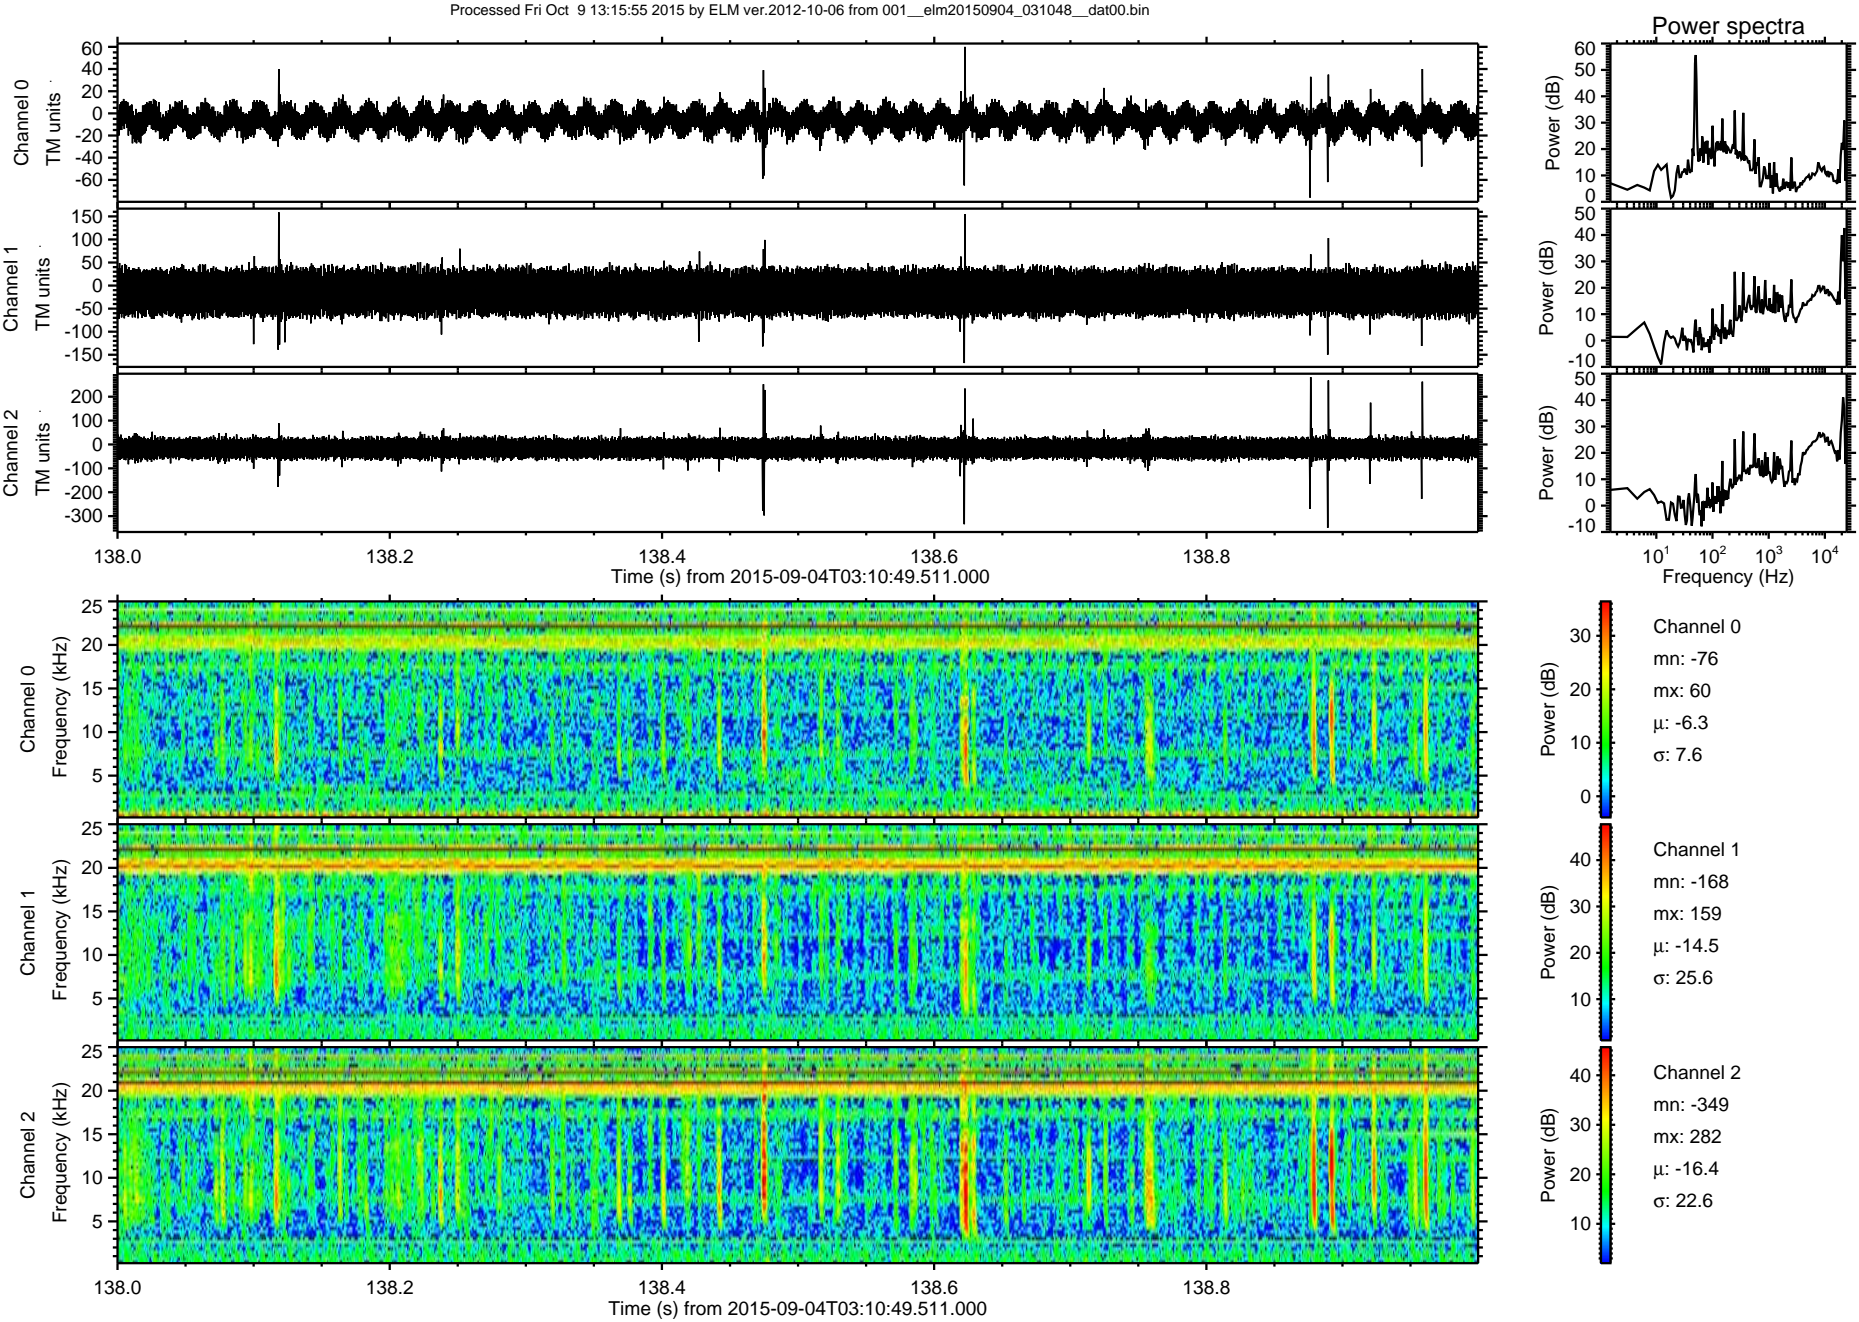 Processed Fri Oct 9 13:15:55 2015 by ELM ver.2012-10-06 from 001__elm20150904_031048__dat00.bin
Power spectra
Channel 0
TM units
60
40
20
0
-20
-40
-60
Power (dB)
60
50
40
30
20
10
0
Channel 1
TM units
150
100
50
0
-50
-100
-150
Power (dB)
50
40
30
20
10
0
-10
Channel 2
TM units
200
100
0
-100
-200
-300
Power (dB)
50
40
30
20
10
0
-10
138.0 138.2 138.4 138.6 138.8
Time (s) from 2015-09-04T03:10:49.511.000
10¹ 10² 10³ 10⁴
Frequency (Hz)
Channel 0
Frequency (kHz)
25
20
15
10
5
Power (dB)
30
20
10
0
Channel 0
mn: -76
mx: 60
μ: -6.3
σ: 7.6
Channel 1
Frequency (kHz)
25
20
15
10
5
Power (dB)
40
30
20
10
Channel 1
mn: -168
mx: 159
μ: -14.5
σ: 25.6
Channel 2
Frequency (kHz)
25
20
15
10
5
Power (dB)
40
30
20
10
Channel 2
mn: -349
mx: 282
μ: -16.4
σ: 22.6
138.0 138.2 138.4 138.6 138.8
Time (s) from 2015-09-04T03:10:49.511.000